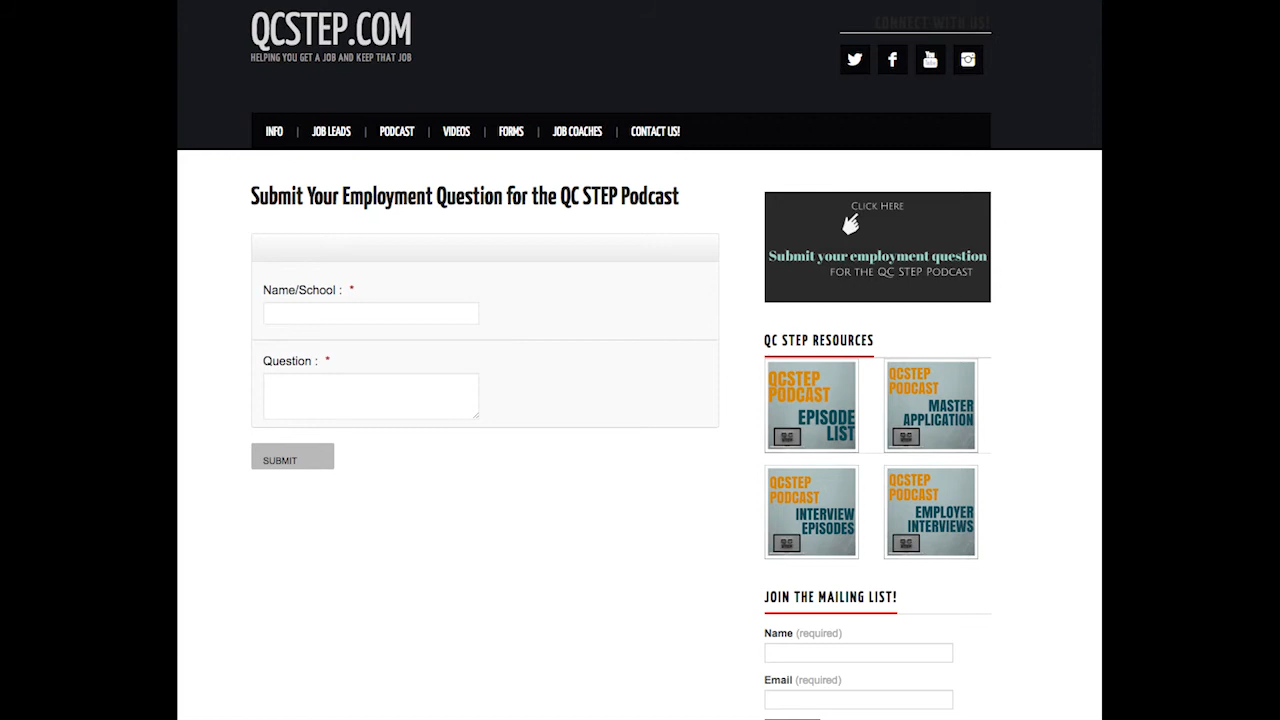 QCSTEP.COM
HELPING YOU GET A JOB AND KEEP THAT JOB
CONNECT WITH US!
INFO | JOB LEADS | PODCAST | VIDEOS | FORMS | JOB COACHES | CONTACT US!
Submit Your Employment Question for the QC STEP Podcast
Name/School : *
Question : *
SUBMIT
CLICK HERE
Submit your employment question
FOR THE QC STEP PODCAST
QC STEP RESOURCES
QCSTEP
PODCAST
EPISODE
LIST
QCSTEP
PODCAST
MASTER
APPLICATION
QCSTEP
PODCAST
INTERVIEW
EPISODES
QCSTEP
PODCAST
EMPLOYER
INTERVIEWS
JOIN THE MAILING LIST!
Name (required)
Email (required)